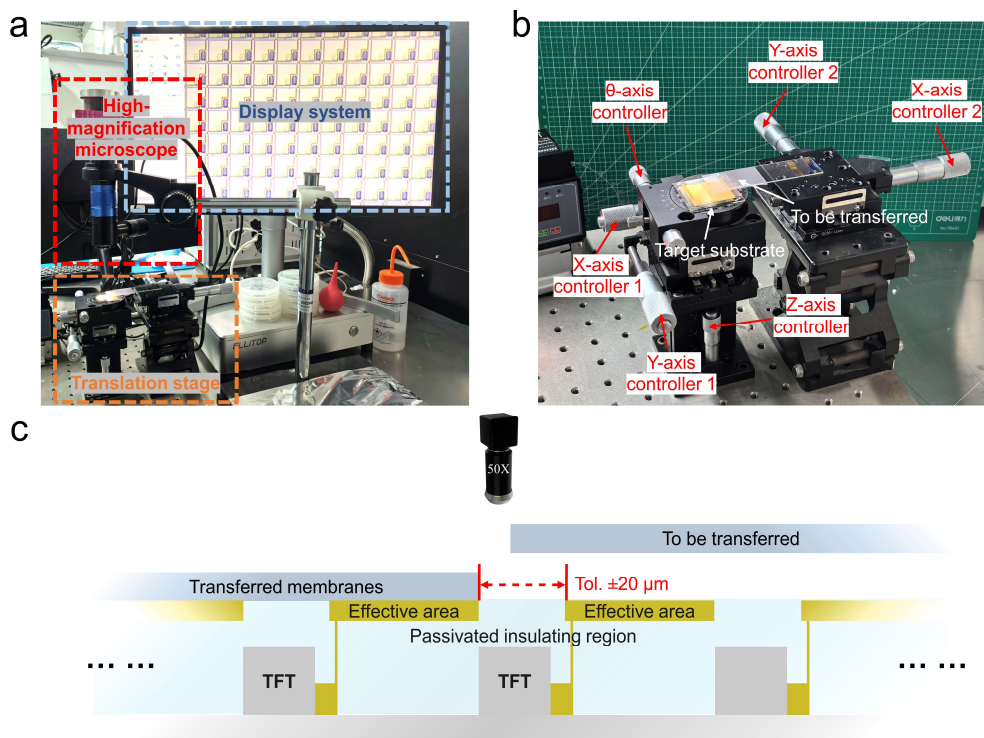 a
High-
magnification
microscope
Display system
Translation stage
ELLITOP
b
Y-axis
controller 2
θ-axis
controller
X-axis
controller 2
To be transferred
Target substrate
X-axis
controller 1
Z-axis
controller
Y-axis
controller 1
deli
c
50X
To be transferred
Transferred membranes
Tol. ±20 µm
Effective area
Effective area
Passivated insulating region
... ...
TFT
TFT
... ...